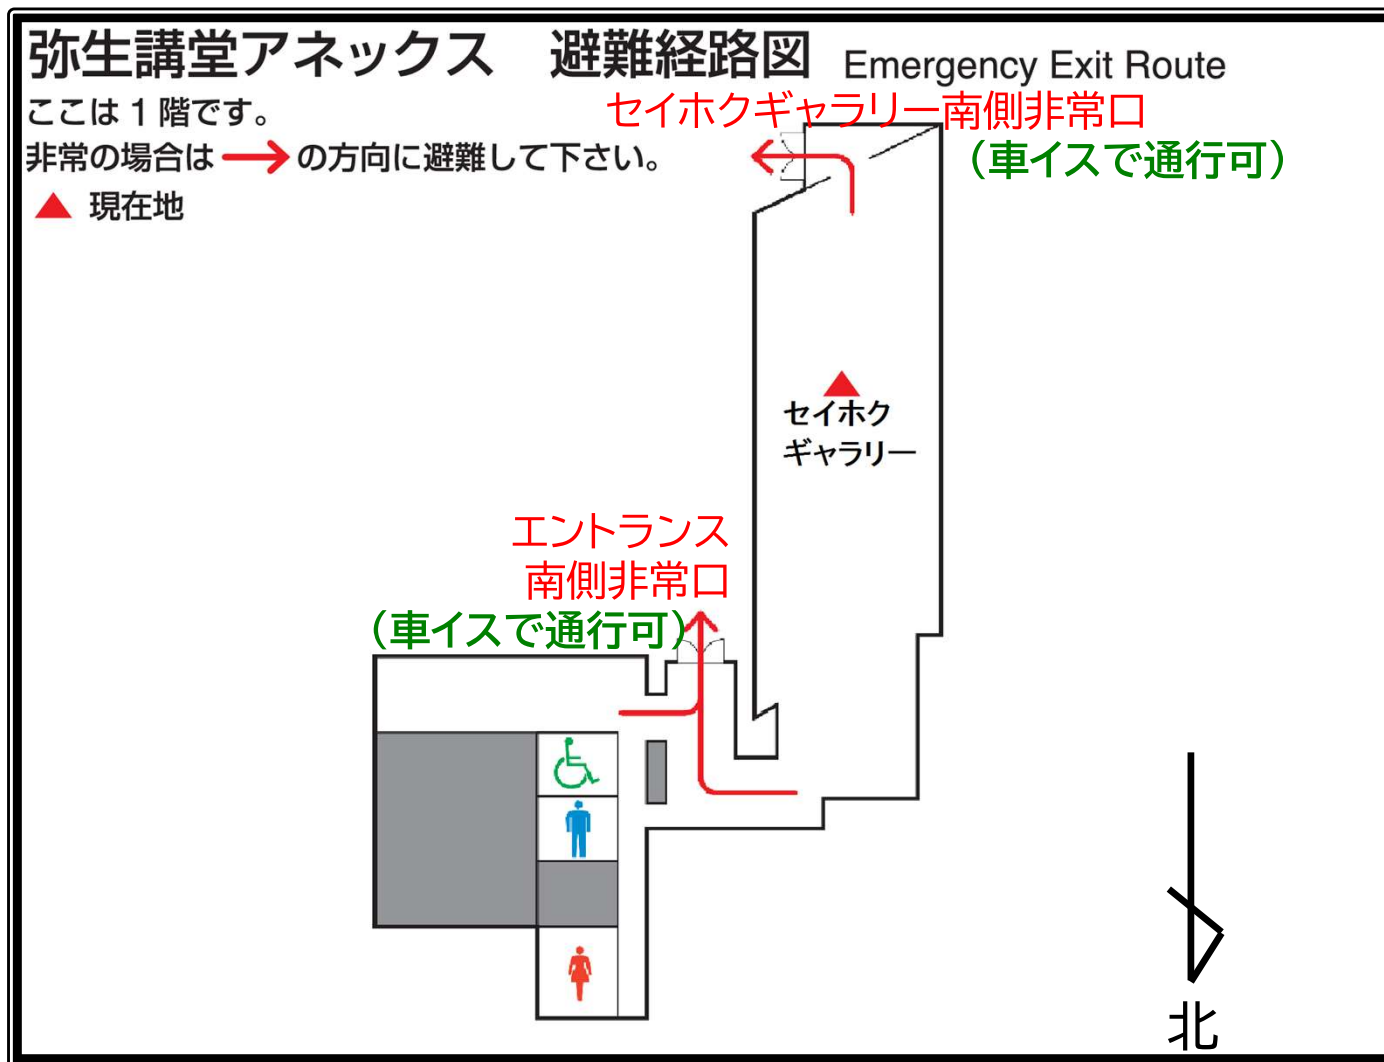 弥生講堂アネックス　避難経路図 Emergency Exit Route
ここは 1 階です。
非常の場合は → の方向に避難して下さい。
▲ 現在地
セイホクギャラリー南側非常口
（車イスで通行可）
セイホク
ギャラリー
エントランス
南側非常口
（車イスで通行可）
北